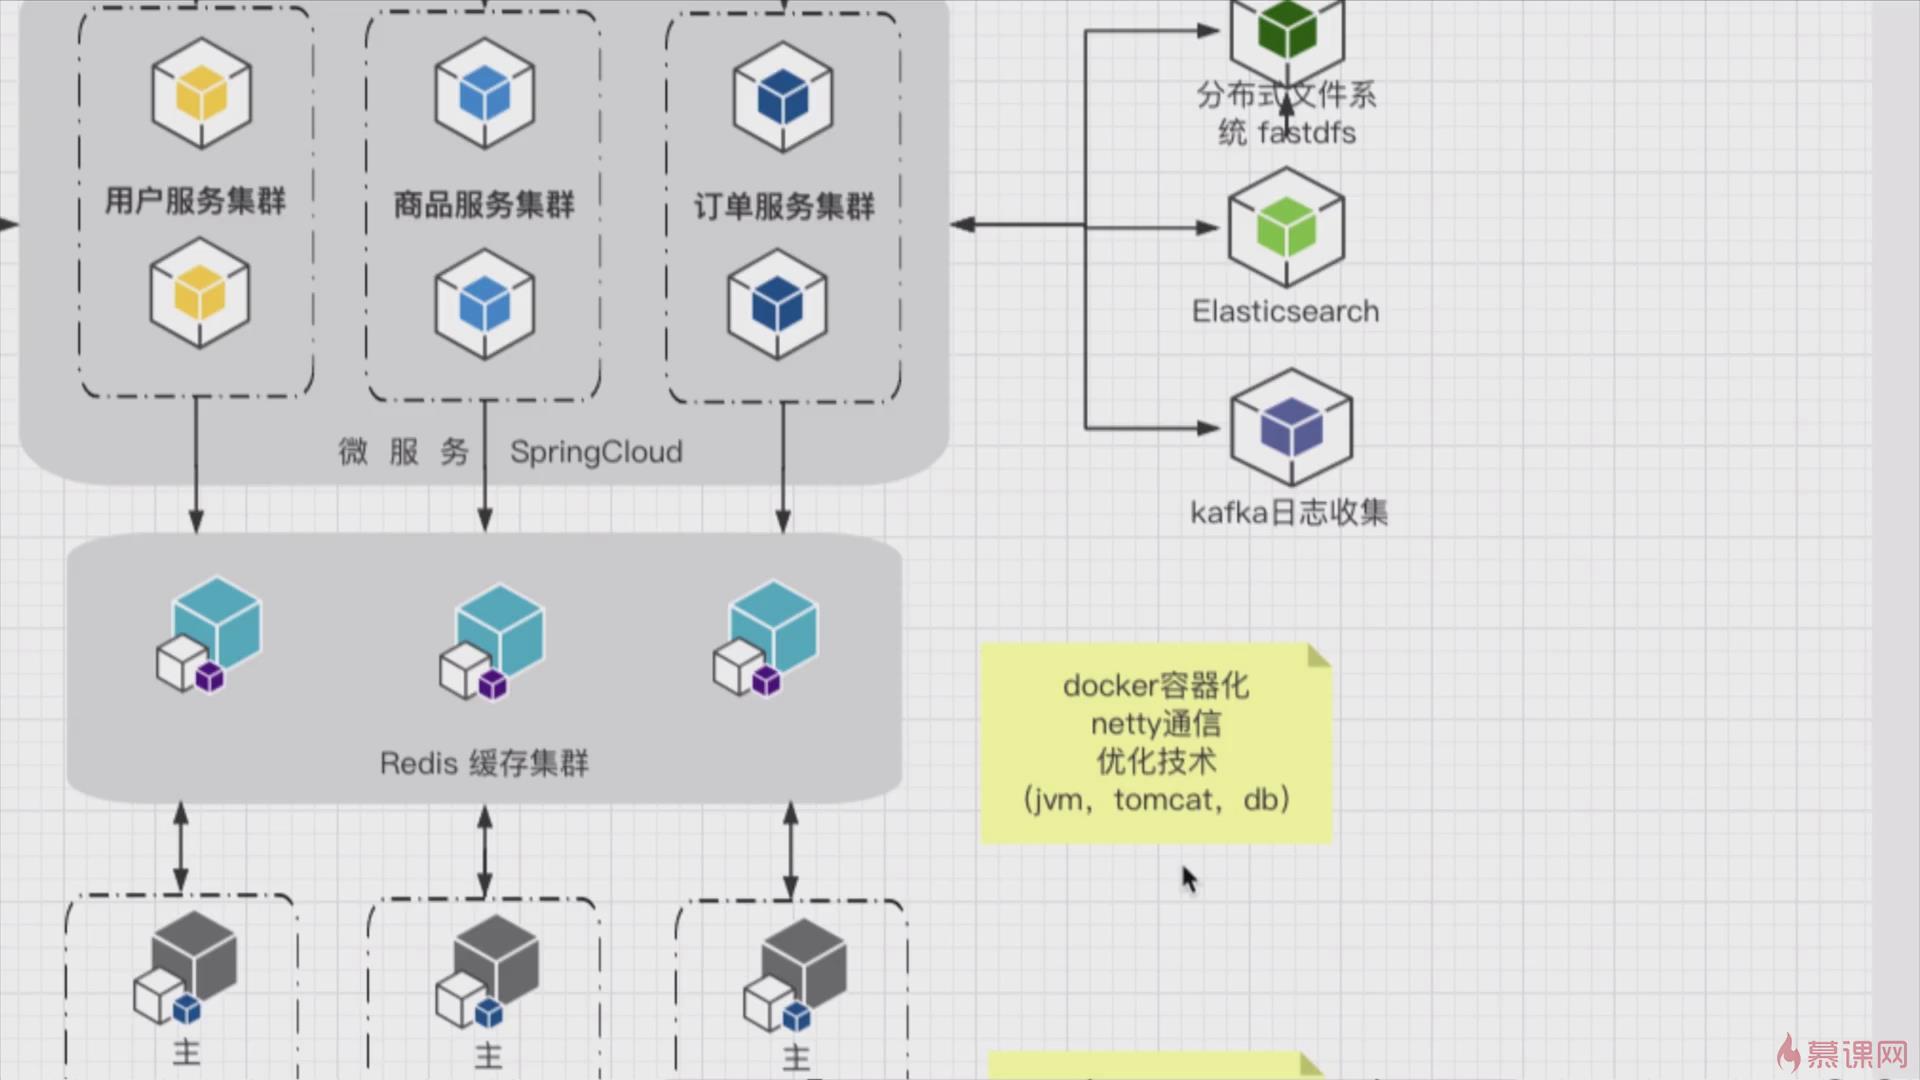 分布式文件系
统 fastdfs
用户服务集群
商品服务集群
订单服务集群
Elasticsearch
微 服 务 SpringCloud
kafka日志收集
docker容器化
netty通信
优化技术
（jvm，tomcat，db）
Redis 缓存集群
主
主
主
慕课网